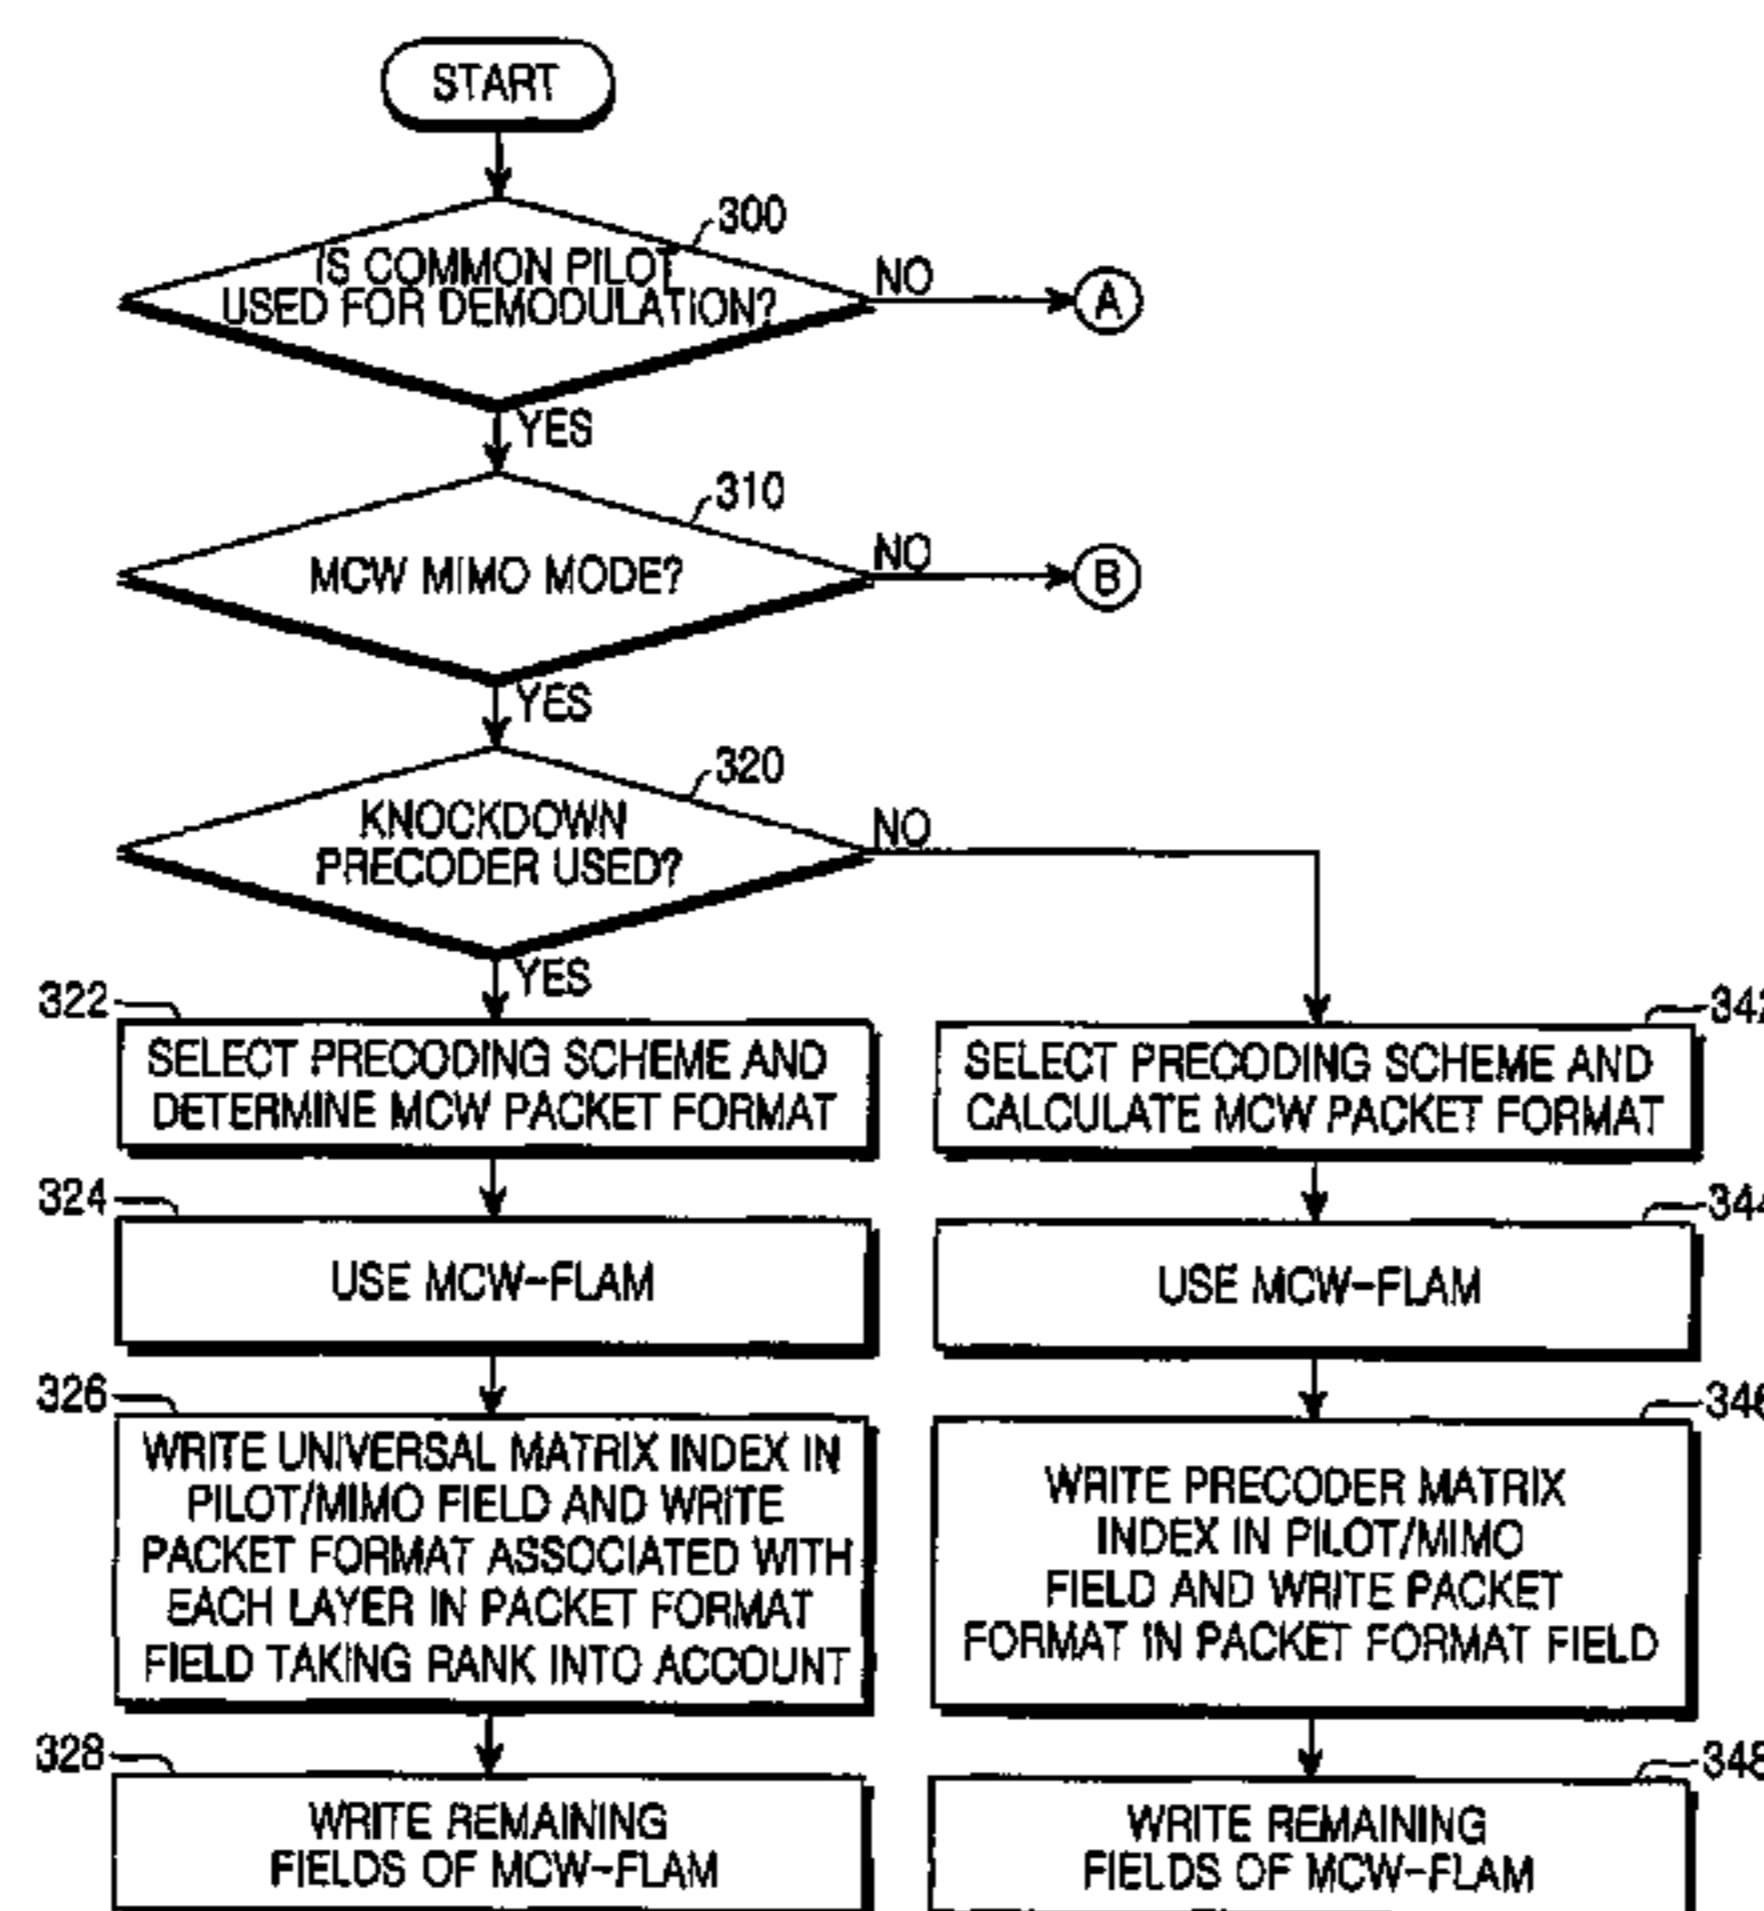 START
300
IS COMMON PILOT
USED FOR DEMODULATION?
NO
A
YES
310
MCW MIMO MODE?
NO
B
YES
320
KNOCKDOWN
PRECODER USED?
NO
YES
322
SELECT PRECODING SCHEME AND
DETERMINE MCW PACKET FORMAT
342
SELECT PRECODING SCHEME AND
CALCULATE MCW PACKET FORMAT
324
USE MCW-FLAM
344
USE MCW-FLAM
326
WRITE UNIVERSAL MATRIX INDEX IN
PILOT/MIMO FIELD AND WRITE
PACKET FORMAT ASSOCIATED WITH
EACH LAYER IN PACKET FORMAT
FIELD TAKING RANK INTO ACCOUNT
346
WRITE PRECODER MATRIX
INDEX IN PILOT/MIMO
FIELD AND WRITE PACKET
FORMAT IN PACKET FORMAT FIELD
328
WRITE REMAINING
FIELDS OF MCW-FLAM
348
WRITE REMAINING
FIELDS OF MCW-FLAM